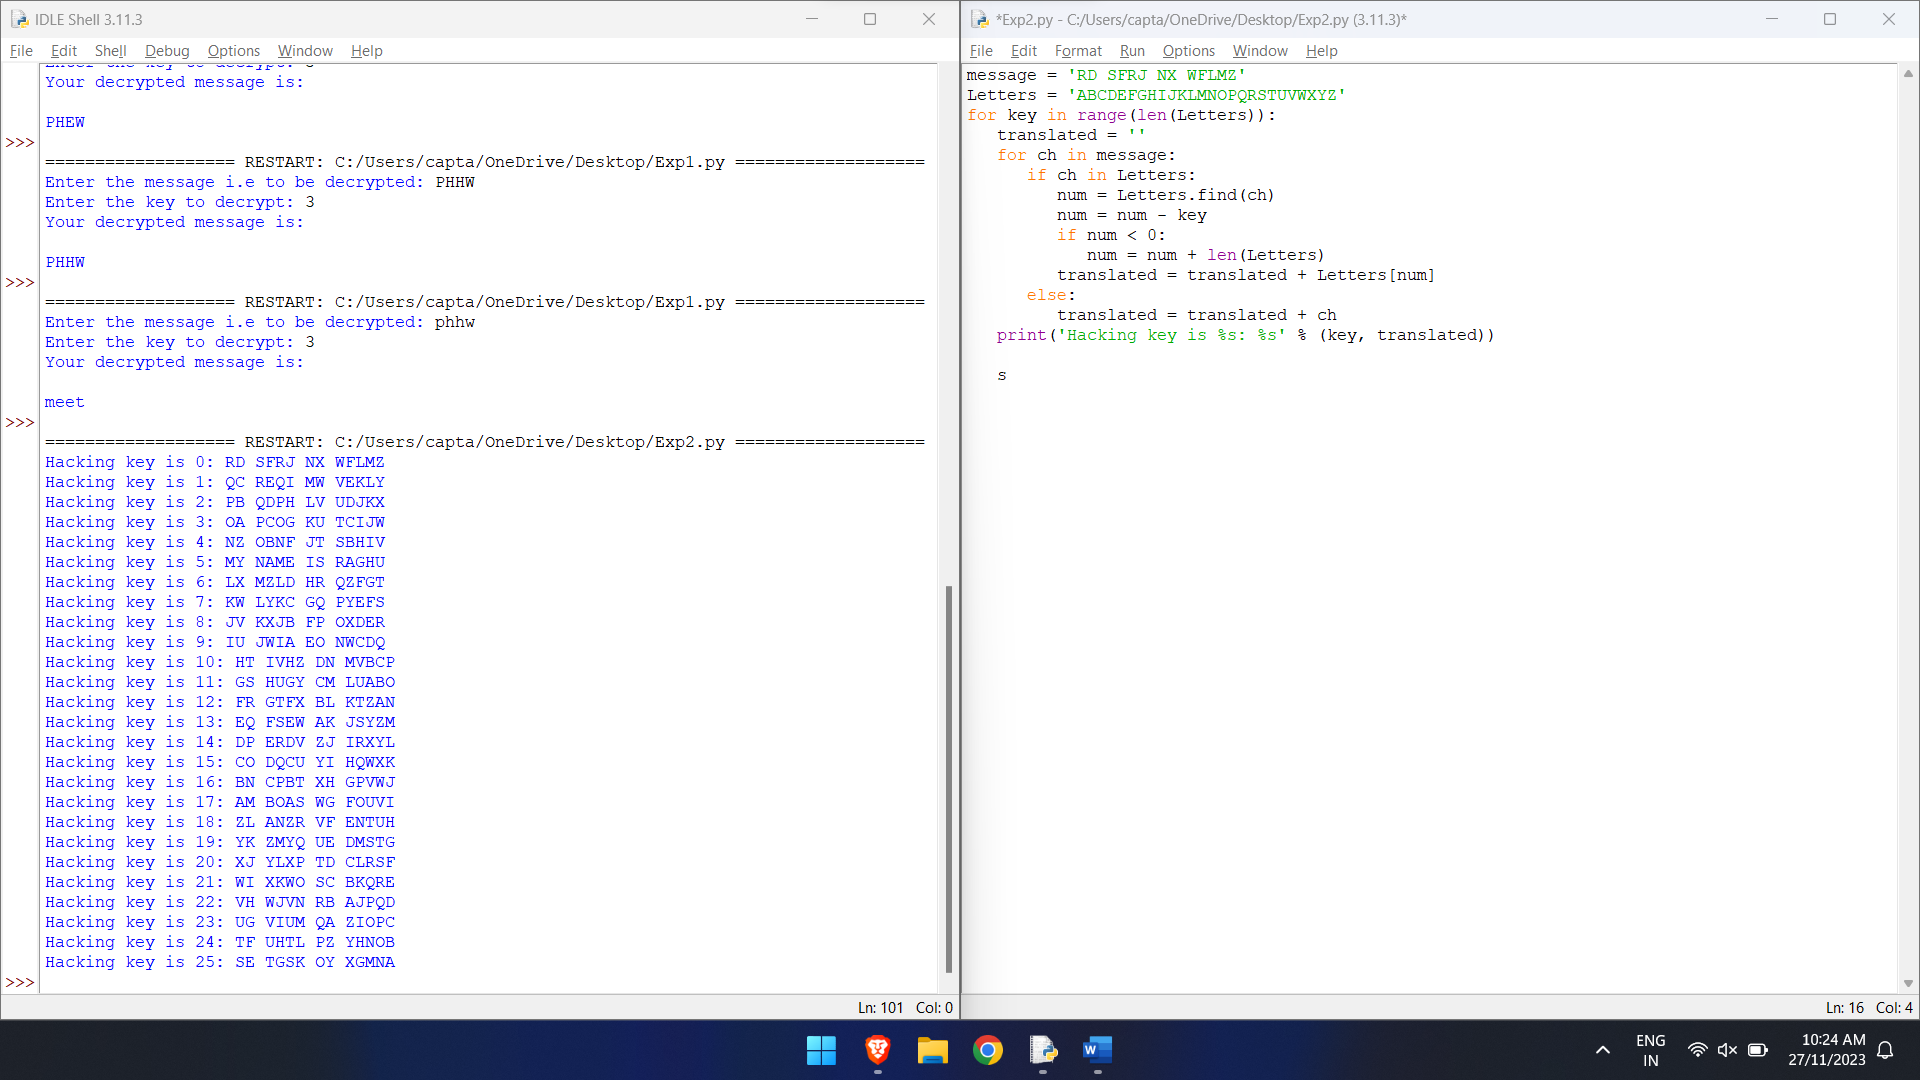 IDLE Shell 3.11.3
File Edit Shell Debug Options Window Help
Your decrypted message is:
PHEW
>>>
=================== RESTART: C:/Users/capta/OneDrive/Desktop/Exp1.py ===================
Enter the message i.e to be decrypted: PHHW
Enter the key to decrypt: 3
Your decrypted message is:
PHHW
>>>
=================== RESTART: C:/Users/capta/OneDrive/Desktop/Exp1.py ===================
Enter the message i.e to be decrypted: phhw
Enter the key to decrypt: 3
Your decrypted message is:
meet
>>>
=================== RESTART: C:/Users/capta/OneDrive/Desktop/Exp2.py ===================
Hacking key is 0: RD SFRJ NX WFLMZ
Hacking key is 1: QC REQI MW VEKLY
Hacking key is 2: PB QDPH LV UDJKX
Hacking key is 3: OA PCOG KU TCIJW
Hacking key is 4: NZ OBNF JT SBHIV
Hacking key is 5: MY NAME IS RAGHU
Hacking key is 6: LX MZLD HR QZFGT
Hacking key is 7: KW LYKC GQ PYEFS
Hacking key is 8: JV KXJB FP OXDER
Hacking key is 9: IU JWIA EO NWCDQ
Hacking key is 10: HT IVHZ DN MVBCP
Hacking key is 11: GS HUGY CM LUABO
Hacking key is 12: FR GTFX BL KTZAN
Hacking key is 13: EQ FSEW AK JSYZM
Hacking key is 14: DP ERDV ZJ IRXYL
Hacking key is 15: CO DQCU YI HQWXK
Hacking key is 16: BN CPBT XH GPVWJ
Hacking key is 17: AM BOAS WG FOUVI
Hacking key is 18: ZL ANZR VF ENTUH
Hacking key is 19: YK ZMYQ UE DMSTG
Hacking key is 20: XJ YLXP TD CLRSF
Hacking key is 21: WI XKWO SC BKQRE
Hacking key is 22: VH WJVN RB AJPQD
Hacking key is 23: UG VIUM QA ZIOPC
Hacking key is 24: TF UHTL PZ YHNOB
Hacking key is 25: SE TGSK OY XGMNA
>>>
Ln: 101 Col: 0
*Exp2.py - C:/Users/capta/OneDrive/Desktop/Exp2.py (3.11.3)*
File Edit Format Run Options Window Help
message = 'RD SFRJ NX WFLMZ'
Letters = 'ABCDEFGHIJKLMNOPQRSTUVWXYZ'
for key in range(len(Letters)):
   translated = ''
   for ch in message:
      if ch in Letters:
         num = Letters.find(ch)
         num = num - key
         if num < 0:
            num = num + len(Letters)
         translated = translated + Letters[num]
      else:
         translated = translated + ch
   print('Hacking key is %s: %s' % (key, translated))
   s
Ln: 16 Col: 4
W
ENG
IN
10:24 AM
27/11/2023